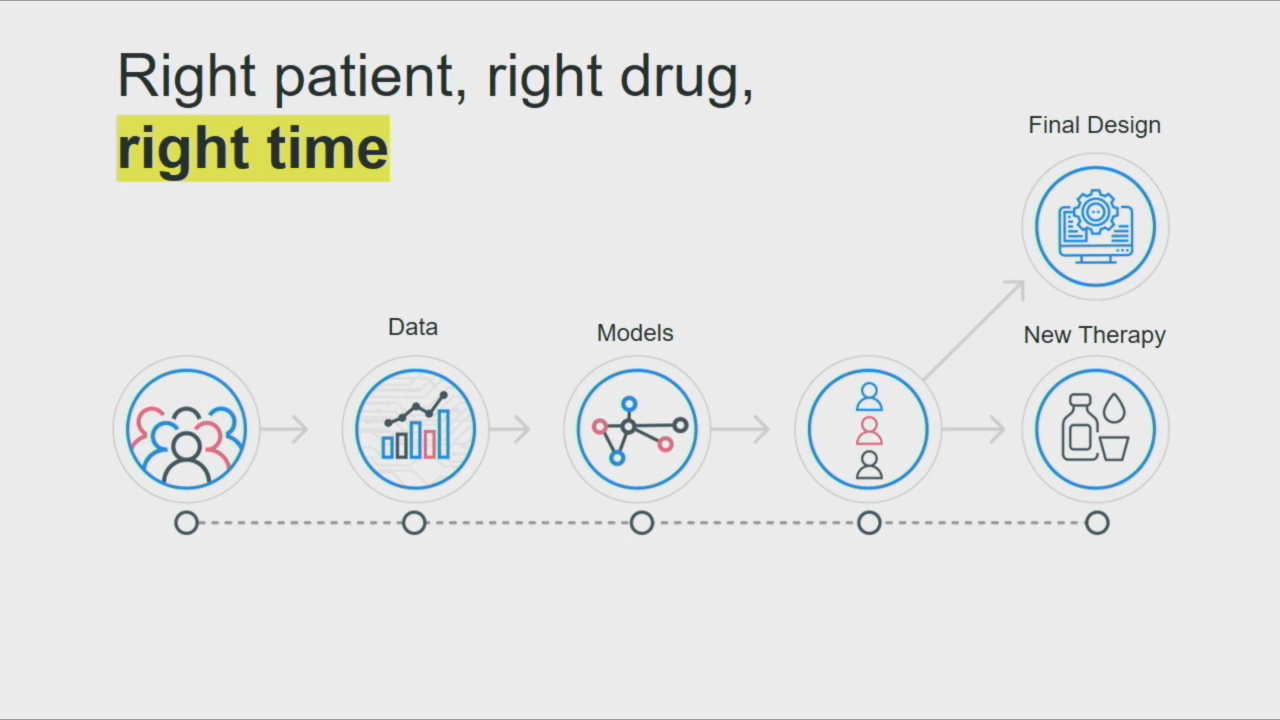 Right patient, right drug,
right time
Final Design
Data
Models
New Therapy